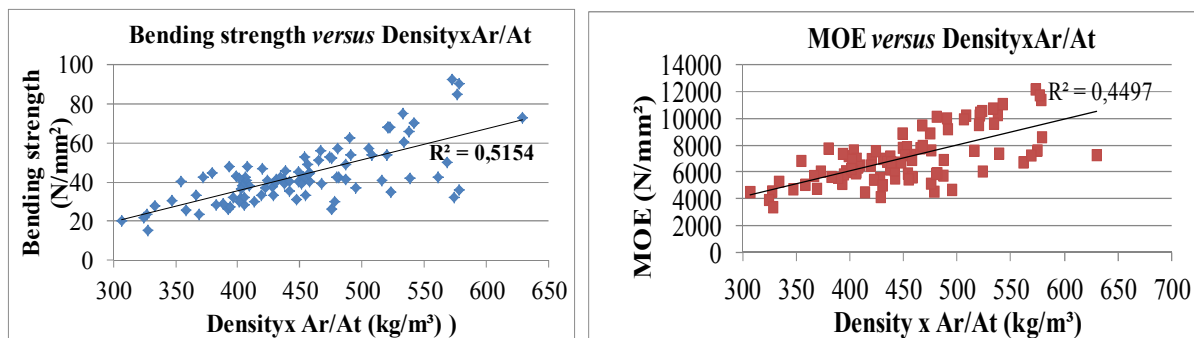 Bending strength versus DensityxAr/At
Bending strength
(N/mm²)
100
80
60
40
20
0
R² = 0,5154
300 350 400 450 500 550 600 650
Densityx Ar/At (kg/m³) )
MOE versus DensityxAr/At
MOE (N/mm²)
14000
12000
10000
8000
6000
4000
2000
0
R² = 0,4497
300 350 400 450 500 550 600 650 700
Density x Ar/At (kg/m³)